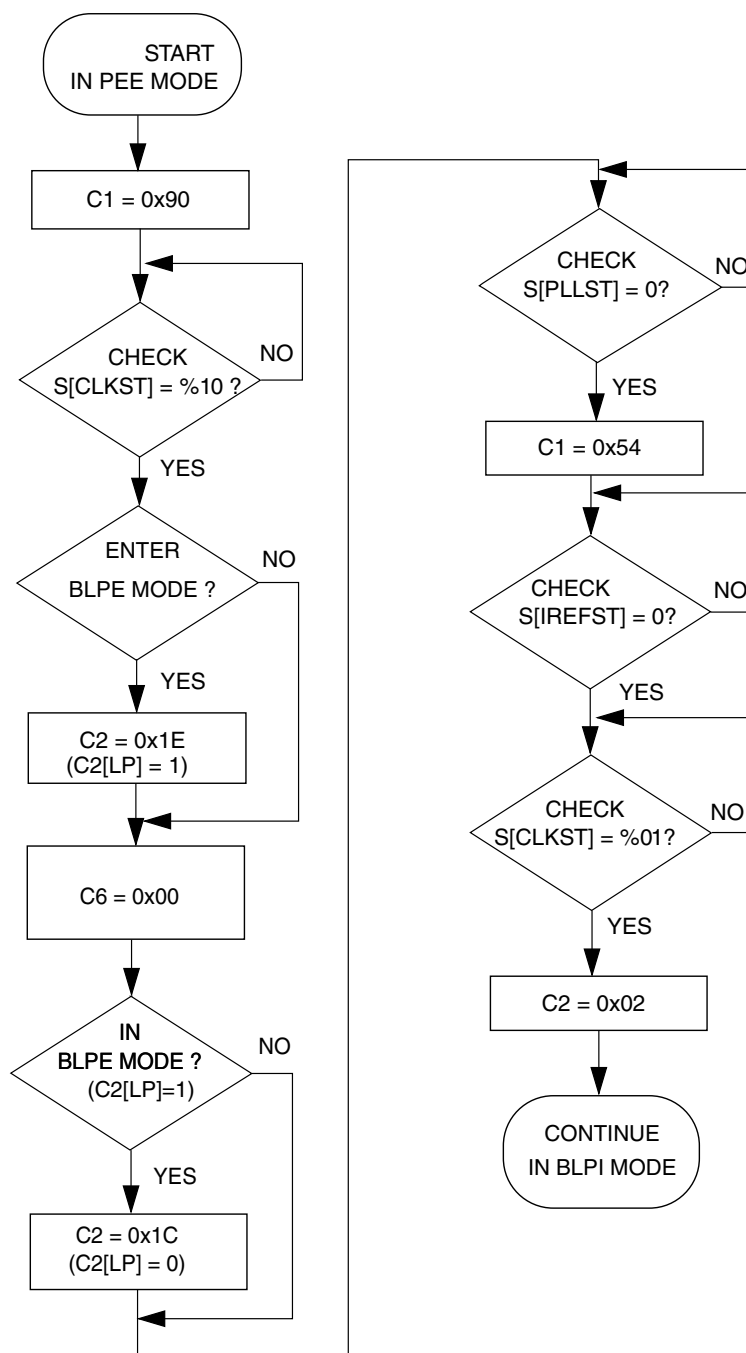 START
IN PEE MODE
C1 = 0x90
CHECK
S[CLKST] = %10 ?
NO
YES
ENTER
BLPE MODE ?
NO
YES
C2 = 0x1E
(C2[LP] = 1)
C6 = 0x00
IN
BLPE MODE ?
(C2[LP]=1)
NO
YES
C2 = 0x1C
(C2[LP] = 0)
CHECK
S[PLLST] = 0?
NO
YES
C1 = 0x54
CHECK
S[IREFST] = 0?
NO
YES
CHECK
S[CLKST] = %01?
NO
YES
C2 = 0x02
CONTINUE
IN BLPI MODE